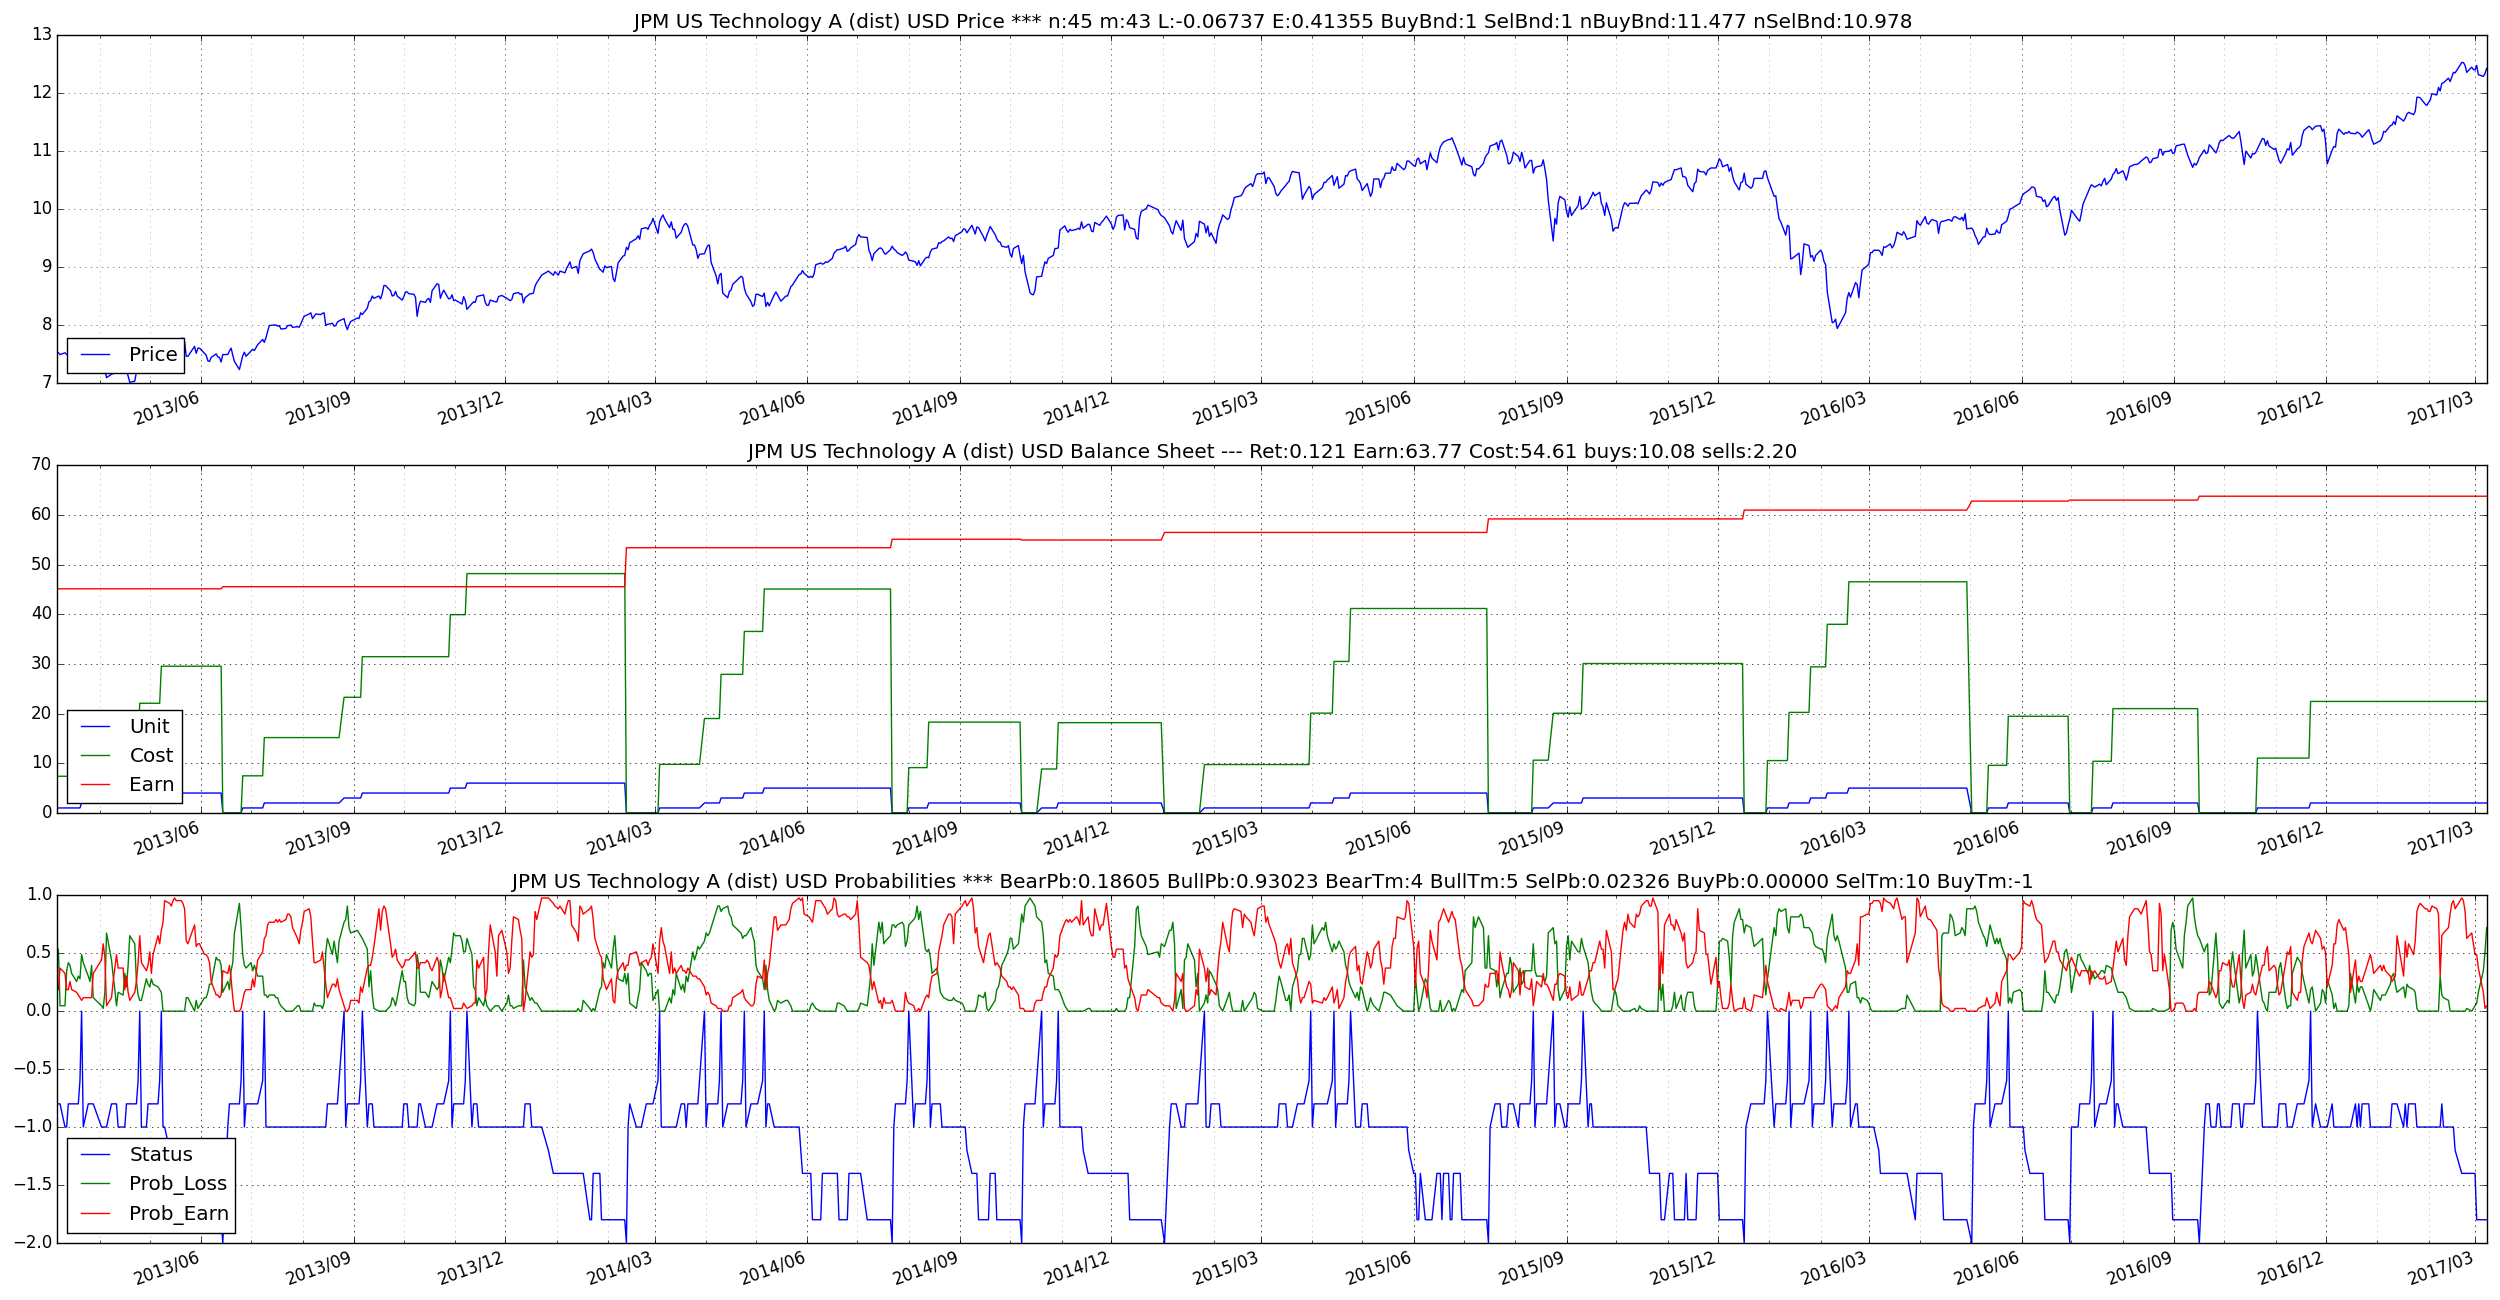 JPM US Technology A (dist) USD Price *** n:45 m:43 L:-0.06737 E:0.41355 BuyBnd:1 SelBnd:1 nBuyBnd:11.477 nSelBnd:10.978
13
12
11
10
9
8
7
Price
2013/06 2013/09 2013/12 2014/03 2014/06 2014/09 2014/12 2015/03 2015/06 2015/09 2015/12 2016/03 2016/06 2016/09 2016/12 2017/03
JPM US Technology A (dist) USD Balance Sheet --- Ret:0.121 Earn:63.77 Cost:54.61 buys:10.08 sells:2.20
70
60
50
40
30
20
10
0
Unit
Cost
Earn
2013/06 2013/09 2013/12 2014/03 2014/06 2014/09 2014/12 2015/03 2015/06 2015/09 2015/12 2016/03 2016/06 2016/09 2016/12 2017/03
JPM US Technology A (dist) USD Probabilities *** BearPb:0.18605 BullPb:0.93023 BearTm:4 BullTm:5 SelPb:0.02326 BuyPb:0.00000 SelTm:10 BuyTm:-1
1.0
0.5
0.0
−0.5
−1.0
−1.5
−2.0
Status
Prob_Loss
Prob_Earn
2013/06 2013/09 2013/12 2014/03 2014/06 2014/09 2014/12 2015/03 2015/06 2015/09 2015/12 2016/03 2016/06 2016/09 2016/12 2017/03